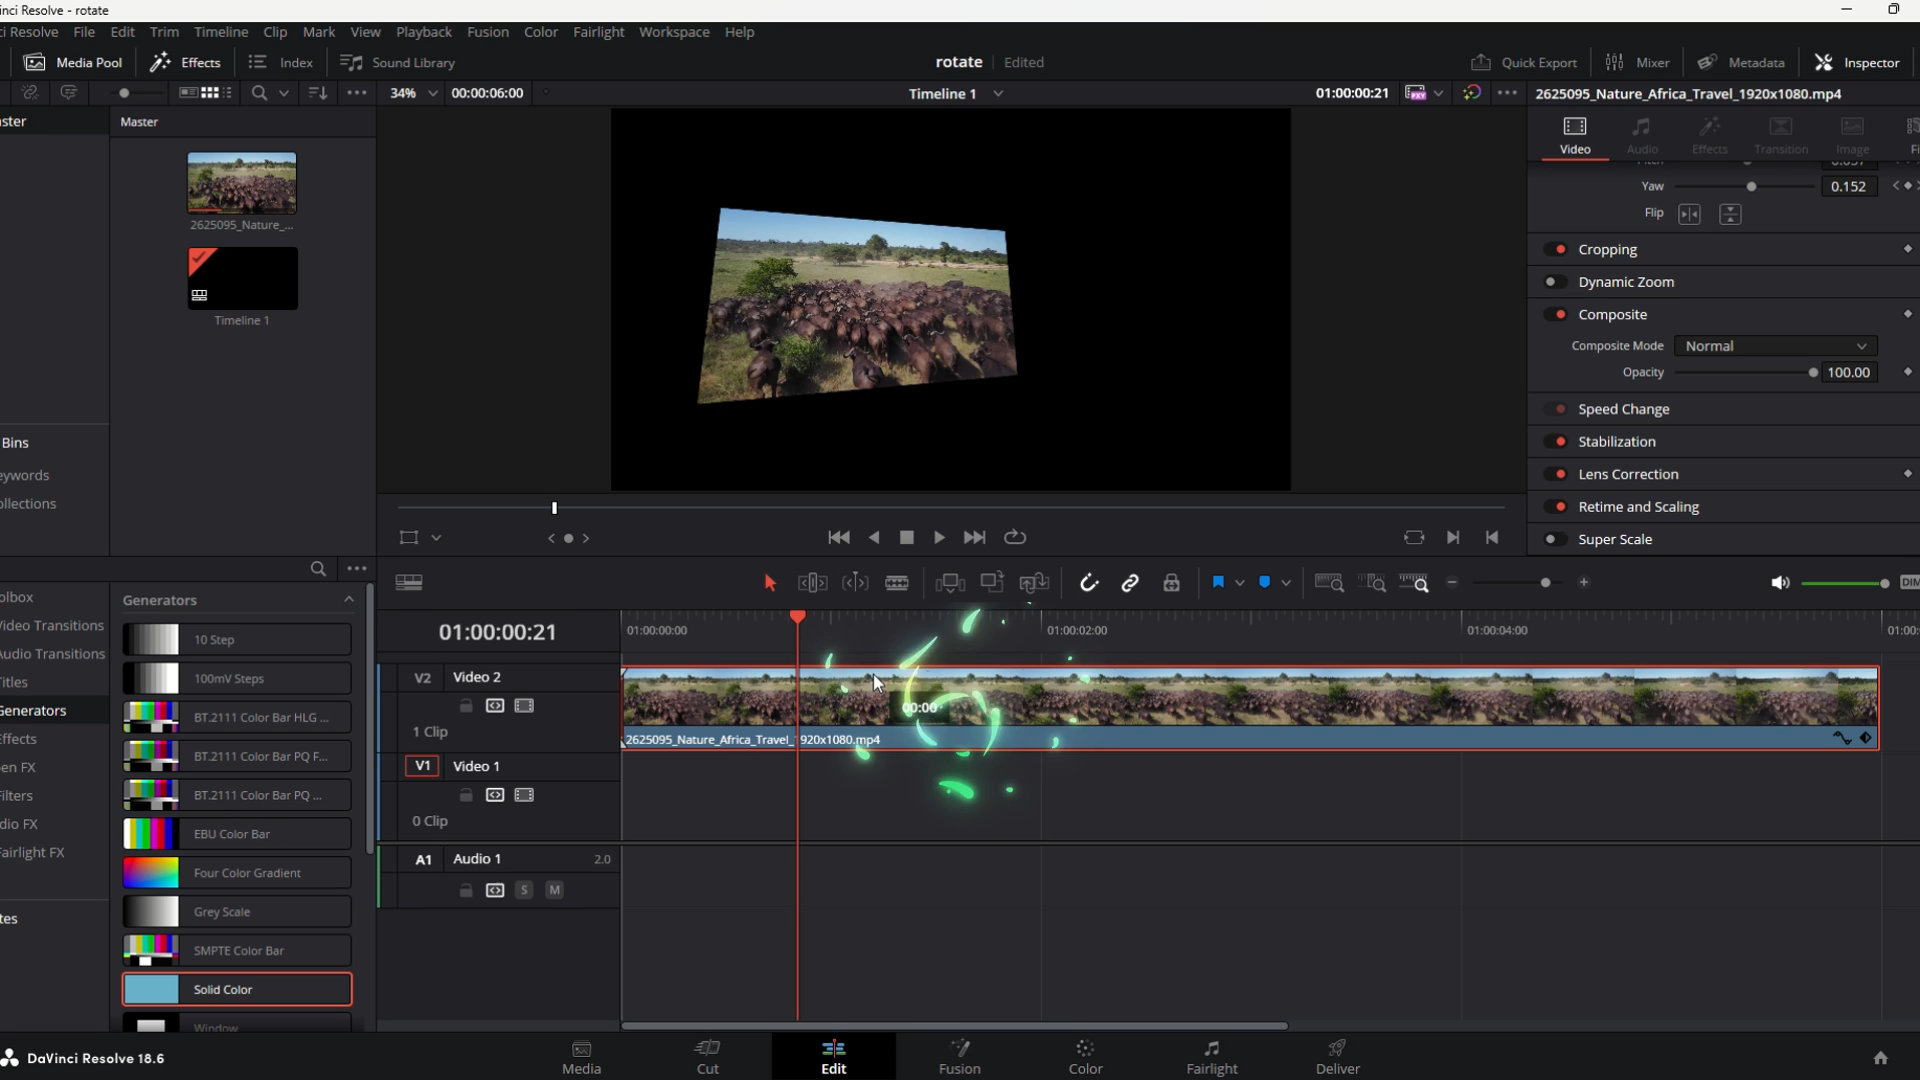 inci Resolve - rotate
ci Resolve File Edit Trim Timeline Clip Mark View Playback Fusion Color Fairlight Workspace Help
Media Pool Effects Index Sound Library rotate Edited Quick Export Mixer Metadata Inspector
34% 00:00:06:00 Timeline 1 01:00:00:21 PXY 2625095_Nature_Africa_Travel_1920x1080.mp4
ster Master
Video Audio Effects Transition Image Fi
Yaw 0.152
Flip
2625095_Nature_...
Timeline 1
Cropping
Dynamic Zoom
Composite
Composite Mode Normal
Opacity 100.00
Speed Change
Stabilization
Lens Correction
Retime and Scaling
Super Scale
Bins
eywords
ollections
olbox
ideo Transitions
udio Transitions
itles
Generators
ffects
en FX
ilters
dio FX
airlight FX
tes
Generators
10 Step
100mV Steps
BT.2111 Color Bar HLG ...
BT.2111 Color Bar PQ F...
BT.2111 Color Bar PQ ...
EBU Color Bar
Four Color Gradient
Grey Scale
SMPTE Color Bar
Solid Color
Window
DIM
01:00:00:21 01:00:00:00 01:00:02:00 01:00:04:00 01:00:
V2 Video 2
1 Clip
00:00
2625095_Nature_Africa_Travel_1920x1080.mp4
V1 Video 1
0 Clip
A1 Audio 1 2.0
S M
DaVinci Resolve 18.6
Media Cut Edit Fusion Color Fairlight Deliver